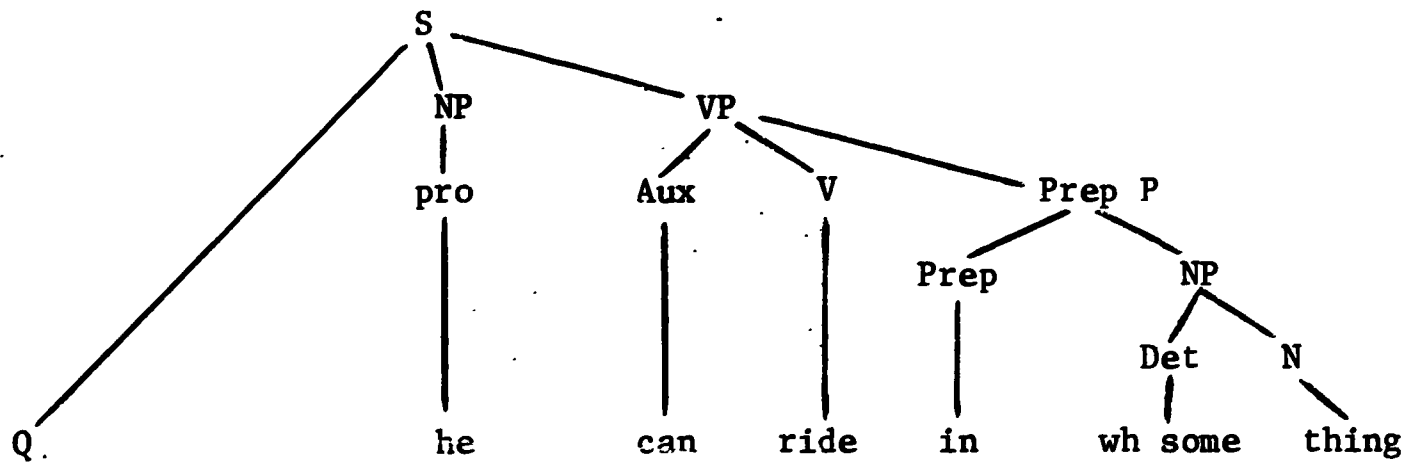 S
NP VP
pro Aux V Prep P
Prep NP
Det N
Q he can ride in wh some thing